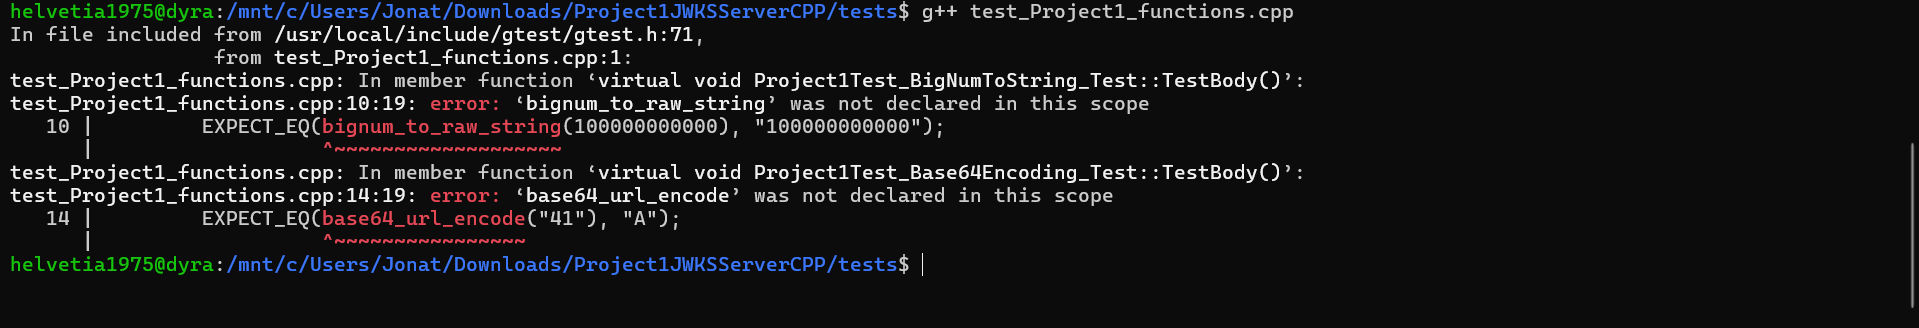 helvetia1975@dyra:/mnt/c/Users/Jonat/Downloads/Project1JWKSServerCPP/tests$ g++ test_Project1_functions.cpp
In file included from /usr/local/include/gtest/gtest.h:71,
                 from test_Project1_functions.cpp:1:
test_Project1_functions.cpp: In member function ‘virtual void Project1Test_BigNumToString_Test::TestBody()’:
test_Project1_functions.cpp:10:19: error: ‘bignum_to_raw_string’ was not declared in this scope
   10 |         EXPECT_EQ(bignum_to_raw_string(100000000000), "100000000000");
      |                   ^~~~~~~~~~~~~~~~~~~~
test_Project1_functions.cpp: In member function ‘virtual void Project1Test_Base64Encoding_Test::TestBody()’:
test_Project1_functions.cpp:14:19: error: ‘base64_url_encode’ was not declared in this scope
   14 |         EXPECT_EQ(base64_url_encode("41"), "A");
      |                   ^~~~~~~~~~~~~~~~~
helvetia1975@dyra:/mnt/c/Users/Jonat/Downloads/Project1JWKSServerCPP/tests$